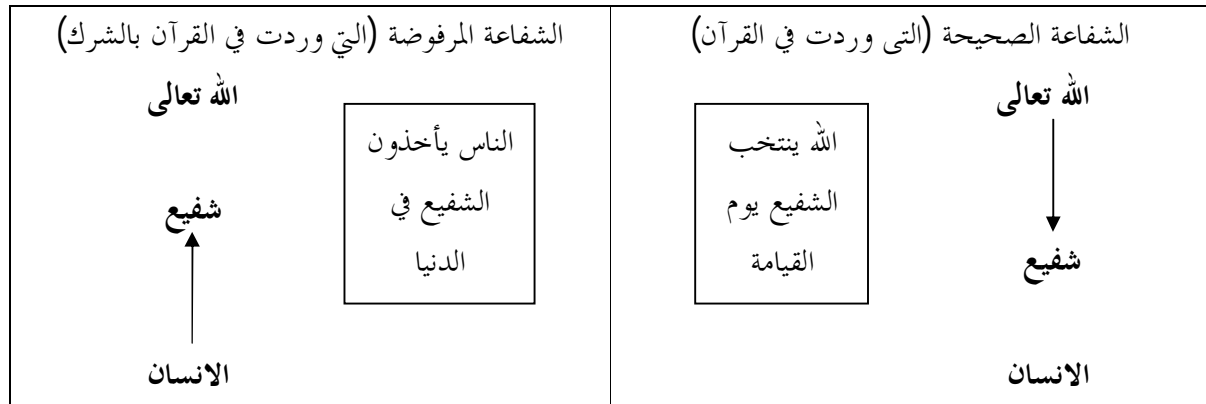 الشفاعة الصحيحة (التى وردت في القرآن)
الله تعالى
الله ينتخب
الشفيع يوم
القيامة
شفيع
الانسان
الشفاعة المرفوضة (التي وردت في القرآن بالشرك)
الله تعالى
الناس يأخذون
الشفيع في
الدنيا
شفيع
الانسان